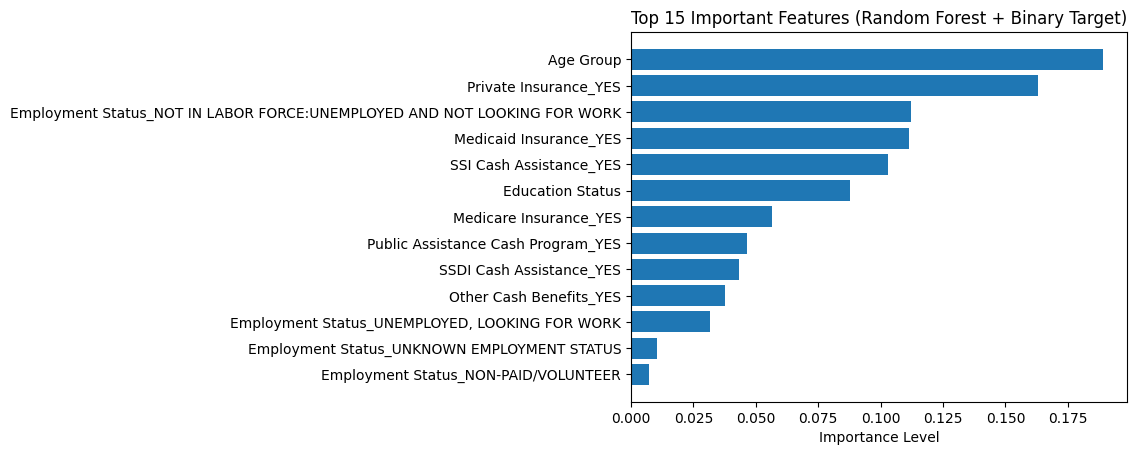 Top 15 Important Features (Random Forest + Binary Target)
Age Group
Private Insurance_YES
Employment Status_NOT IN LABOR FORCE:UNEMPLOYED AND NOT LOOKING FOR WORK
Medicaid Insurance_YES
SSI Cash Assistance_YES
Education Status
Medicare Insurance_YES
Public Assistance Cash Program_YES
SSDI Cash Assistance_YES
Other Cash Benefits_YES
Employment Status_UNEMPLOYED, LOOKING FOR WORK
Employment Status_UNKNOWN EMPLOYMENT STATUS
Employment Status_NON-PAID/VOLUNTEER
0.000 0.025 0.050 0.075 0.100 0.125 0.150 0.175
Importance Level